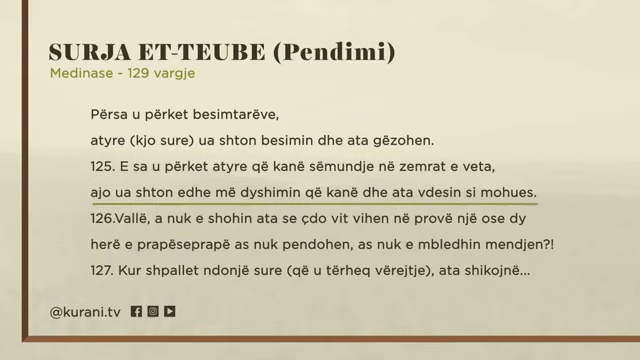 SURJA ET-TEUBE (Pendimi)
Medinase - 129 vargje
Përsa u përket besimtarëve,
atyre (kjo sure) ua shton besimin dhe ata gëzohen.
125. E sa u përket atyre që kanë sëmundje në zemrat e veta,
ajo ua shton edhe më dyshimin që kanë dhe ata vdesin si mohues.
126.Vallë, a nuk e shohin ata se çdo vit vihen në provë një ose dy
herë e prapëseprapë as nuk pendohen, as nuk e mbledhin mendjen?!
127. Kur shpallet ndonjë sure (që u tërheq vërejtje), ata shikojnë...
@kurani.tv